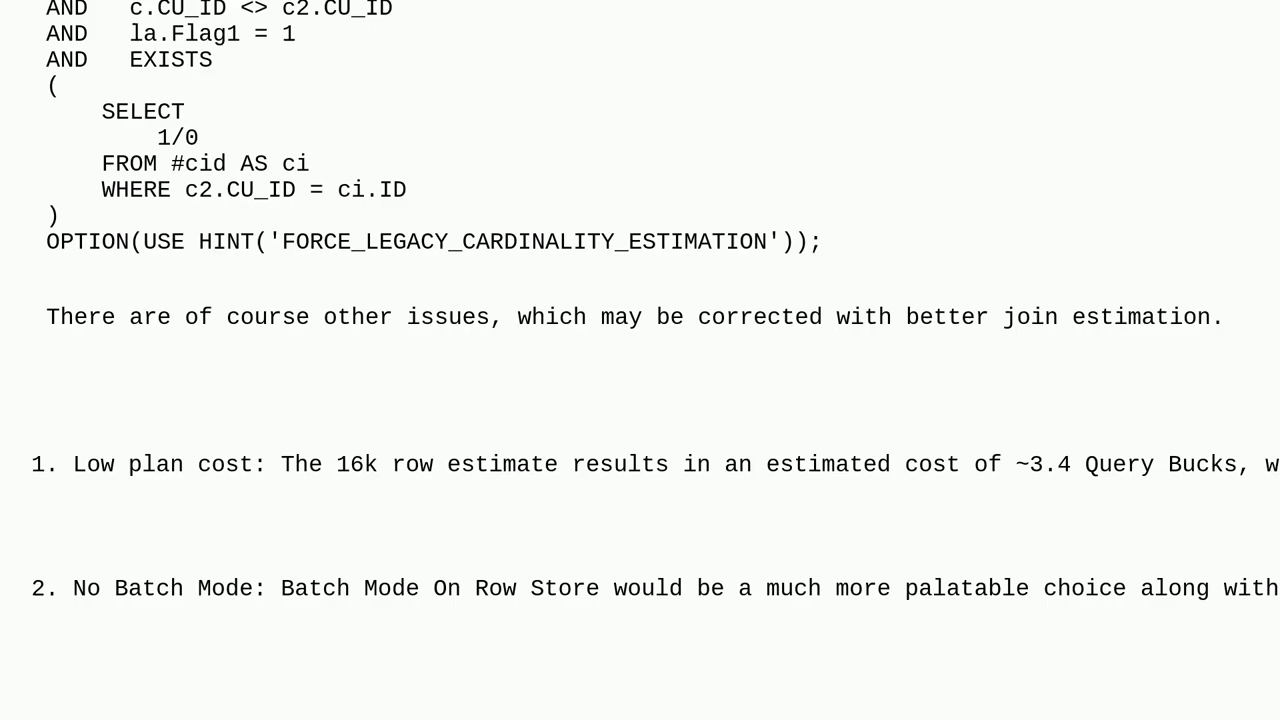 AND   c.CU_ID <> c2.CU_ID
AND   la.Flag1 = 1
AND   EXISTS
(
    SELECT
        1/0
    FROM #cid AS ci
    WHERE c2.CU_ID = ci.ID
)
OPTION(USE HINT('FORCE_LEGACY_CARDINALITY_ESTIMATION'));
There are of course other issues, which may be corrected with better join estimation.
1. Low plan cost: The 16k row estimate results in an estimated cost of ~3.4 Query Bucks,
2. No Batch Mode: Batch Mode On Row Store would be a much more palatable choice along with